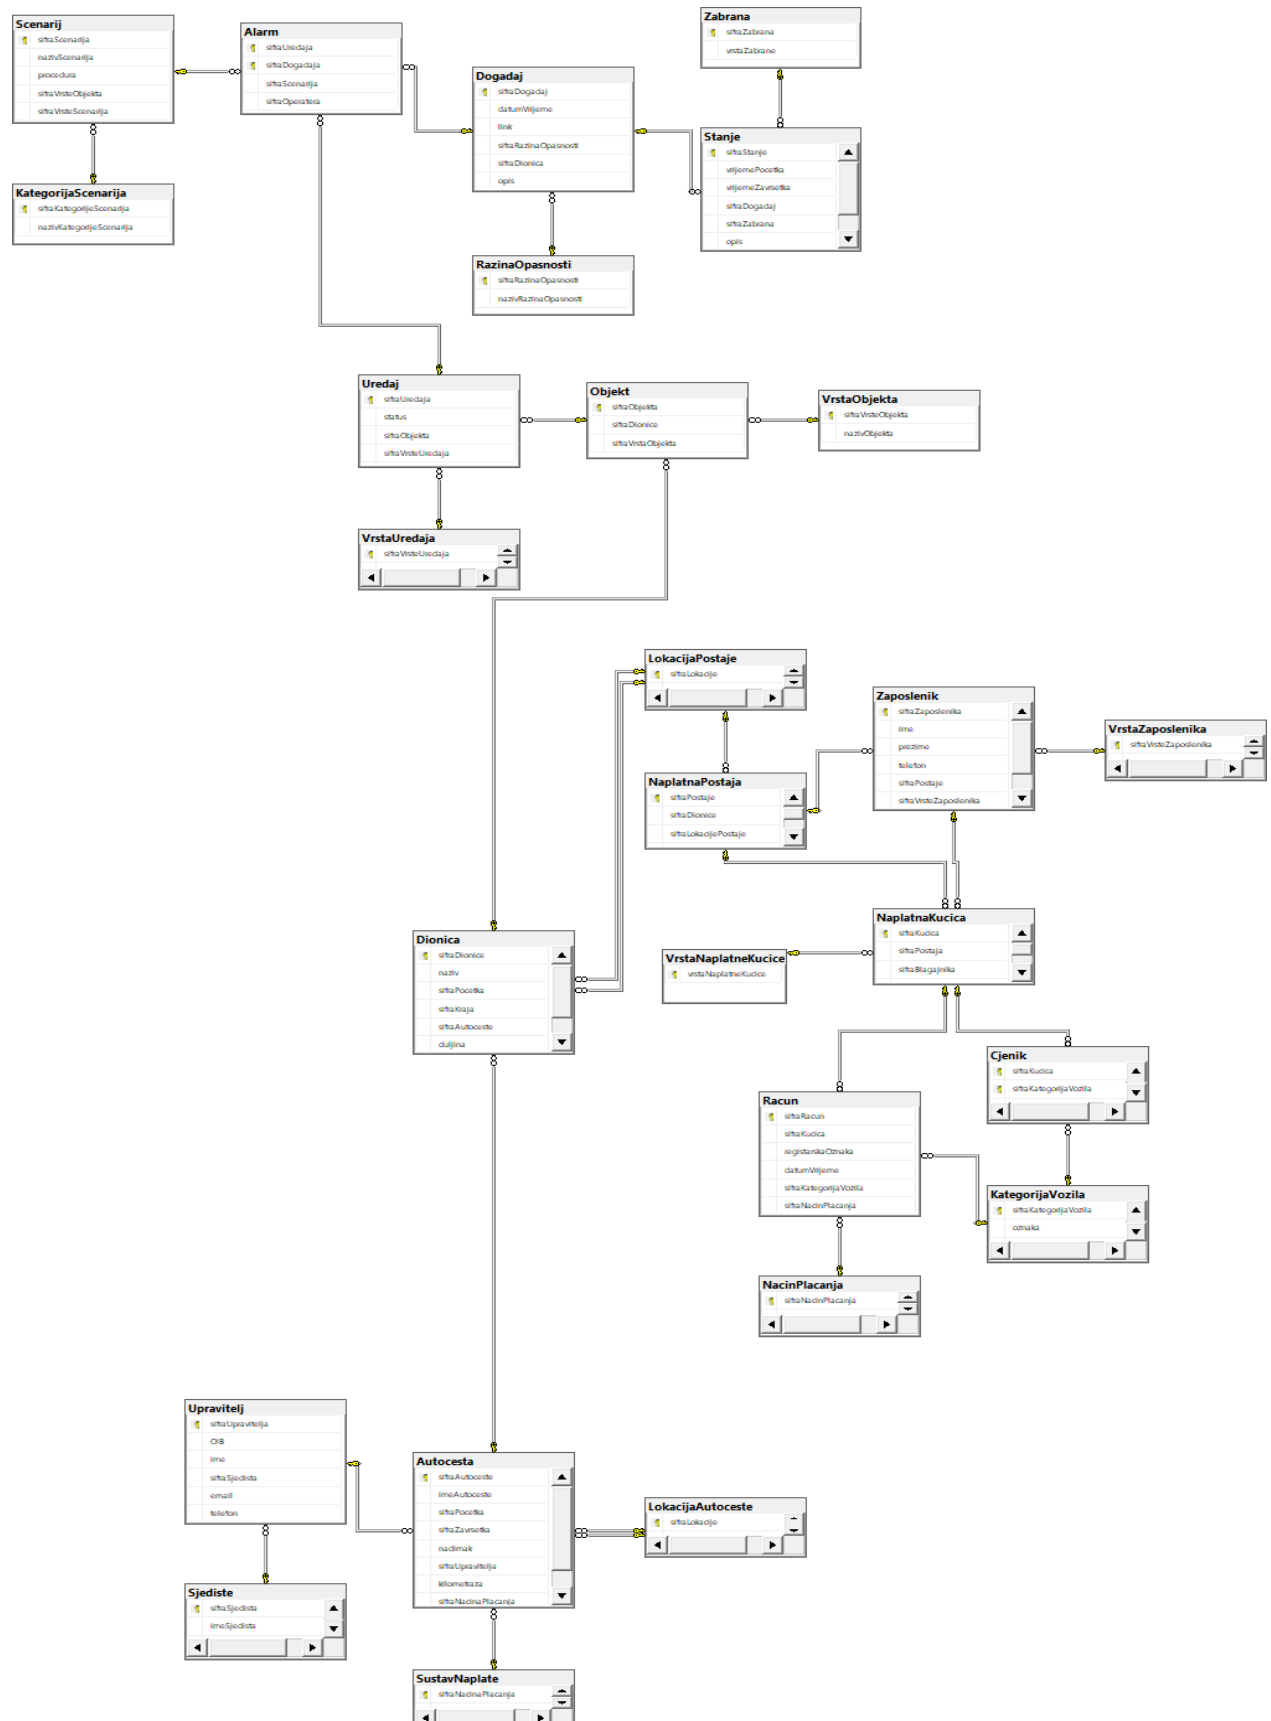 Scenarij
sifraScenarija
nazivScenarija
procedura
sifraVrsteObjekta
sifraVrsteScenarija
KategorijaScenarija
sifraKategorijeScenarija
nazivKategorijeScenarija
Alarm
sifraUredaja
sifraDogadaja
sifraScenarija
sifraOperatera
Dogadaj
sifraDogadaj
datumVrijeme
link
sifraRazinaOpasnosti
sifraDionica
opis
RazinaOpasnosti
sifraRazinaOpasnosti
nazivRazinaOpasnosti
Zabrana
sifraZabrana
vrstaZabrane
Stanje
sifraStanje
vrijemePocetka
vrijemeZavrsetka
sifraDogadaj
sifraZabrana
opis
Uredaj
sifraUredaja
status
sifraObjekta
sifraVrsteUredaja
Objekt
sifraObjekta
sifraDionice
sifraVrstaObjekta
VrstaObjekta
sifraVrsteObjekta
nazivObjekta
VrstaUredaja
sifraVrsteUredaja
LokacijaPostaje
sifraLokacije
Zaposlenik
sifraZaposlenika
ime
prezime
telefon
sifraPostaje
sifraVrsteZaposlenika
VrstaZaposlenika
sifraVrsteZaposlenika
NaplatnaPostaja
sifraPostaje
sifraDionice
sifraLokacijePostaje
NaplatnaKucica
sifraKucica
sifraPostaja
sifraBlagajnika
VrstaNaplatneKucice
vrstaNaplatneKucice
Dionica
sifraDionice
naziv
sifraPocetka
sifraKraja
sifraAutoceste
duljina
Cjenik
sifraKucica
sifraKategorijaVozila
Racun
sifraRacun
sifraKucica
registarskaOznaka
datumVrijeme
sifraKategorijaVozila
sifraNacinPlacanja
KategorijaVozila
sifraKategorijaVozila
oznaka
NacinPlacanja
sifraNacinPlacanja
Upravitelj
sifraUpravitelja
OIB
ime
sifraSjedista
email
telefon
Autocesta
sifraAutoceste
imeAutoceste
sifraPocetka
sifraZavrsetka
nadimak
sifraUpravitelja
kilometraza
sifraNacinaPlacanja
LokacijaAutoceste
sifraLokacije
Sjediste
sifraSjedista
imeSjedista
SustavNaplate
sifraNacinaPlacanja